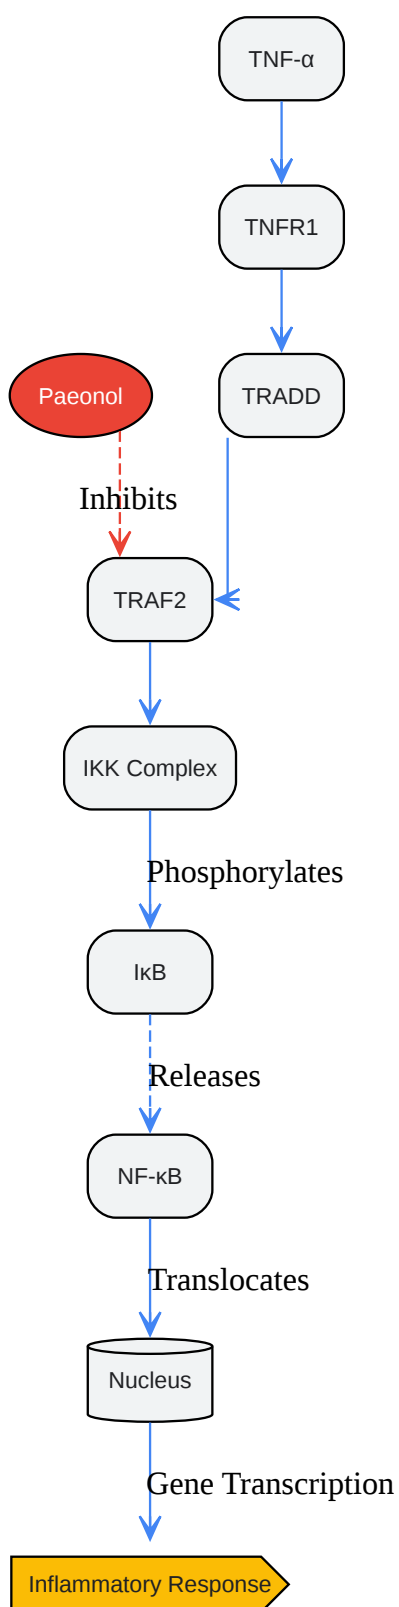 TNF-α
TNFR1
TRADD
Paeonol
Inhibits
TRAF2
IKK Complex
Phosphorylates
IκB
Releases
NF-κB
Translocates
Nucleus
Gene Transcription
Inflammatory Response